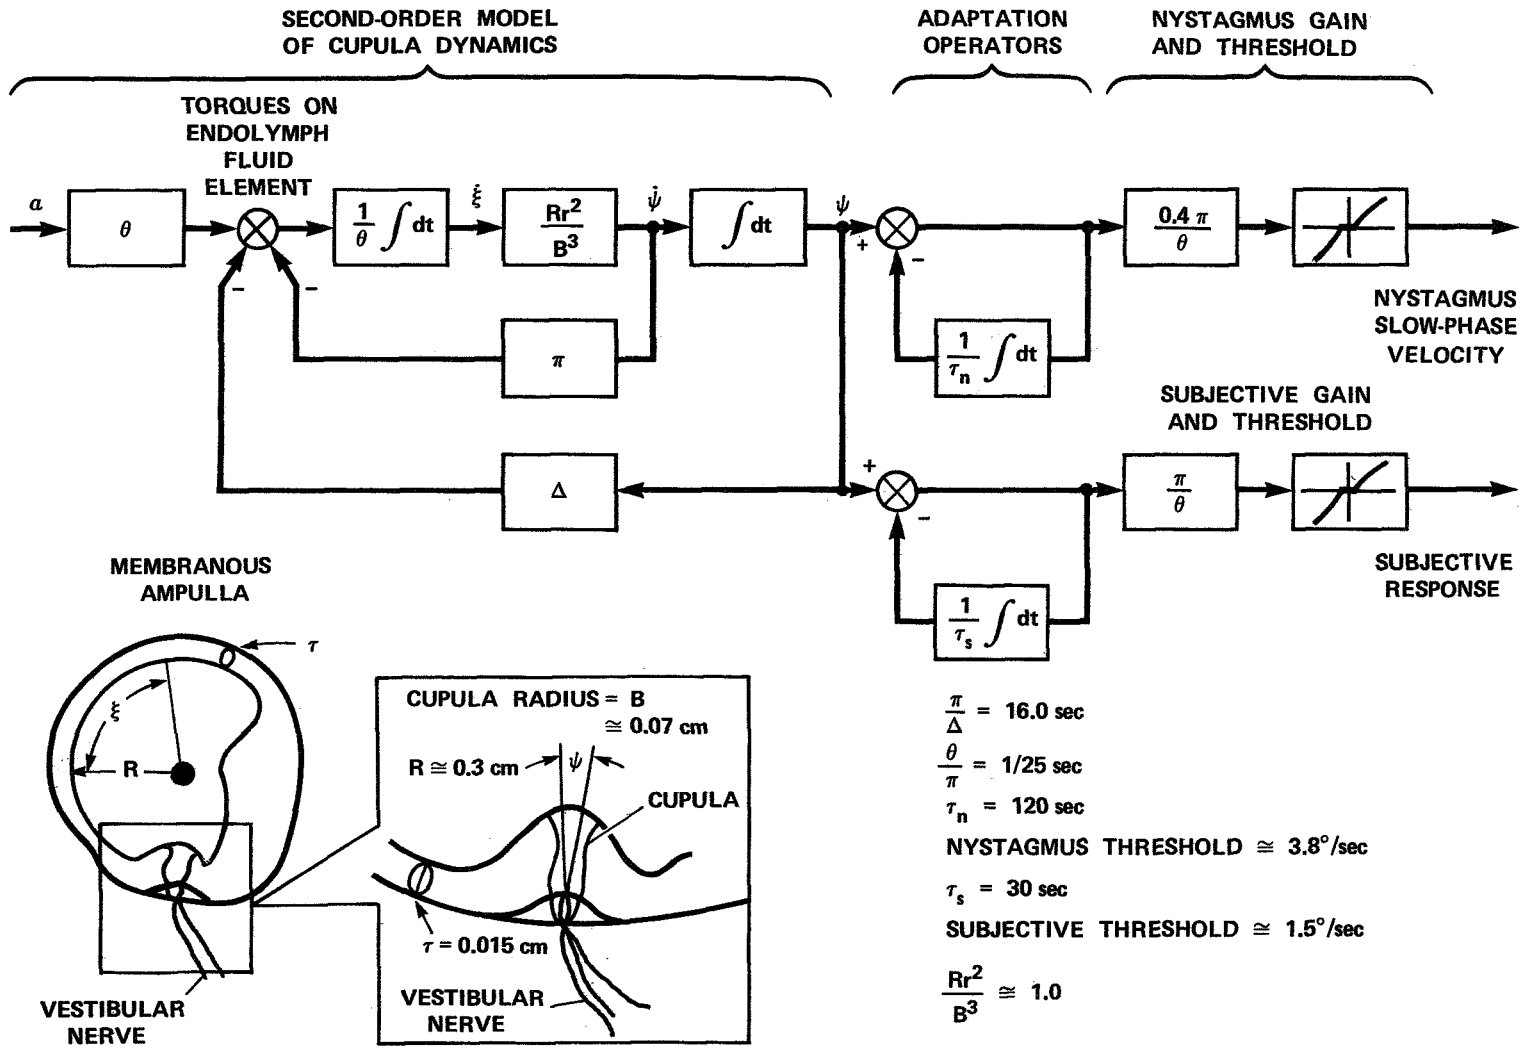 SECOND-ORDER MODEL
OF CUPULA DYNAMICS
ADAPTATION
OPERATORS
NYSTAGMUS GAIN
AND THRESHOLD
TORQUES ON
ENDOLYMPH
FLUID
ELEMENT
a
θ
1/θ ∫ dt
ξ̇
Rr²/B³
ψ̇
∫ dt
ψ
+
−
0.4 π/θ
−
−
NYSTAGMUS
SLOW-PHASE
VELOCITY
π
1/τn ∫ dt
SUBJECTIVE GAIN
AND THRESHOLD
Δ
+
−
π/θ
SUBJECTIVE
RESPONSE
1/τs ∫ dt
MEMBRANOUS
AMPULLA
τ
ξ
R
VESTIBULAR
NERVE
CUPULA RADIUS = B
≅ 0.07 cm
R ≅ 0.3 cm
ψ
CUPULA
τ = 0.015 cm
VESTIBULAR
NERVE
π/Δ = 16.0 sec
θ/π = 1/25 sec
τn = 120 sec
NYSTAGMUS THRESHOLD ≅ 3.8°/sec
τs = 30 sec
SUBJECTIVE THRESHOLD ≅ 1.5°/sec
Rr²/B³ ≅ 1.0